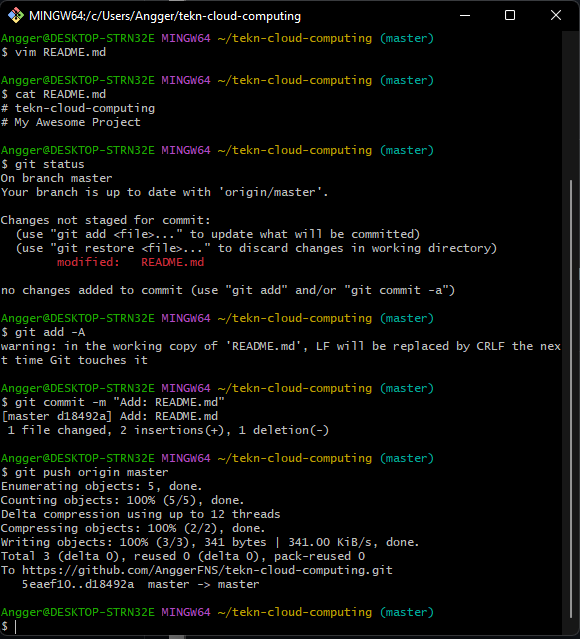 MINGW64:/c/Users/Angger/tekn-cloud-computing
Angger@DESKTOP-STRN32E MINGW64 ~/tekn-cloud-computing (master)
$ vim README.md
Angger@DESKTOP-STRN32E MINGW64 ~/tekn-cloud-computing (master)
$ cat README.md
# tekn-cloud-computing
# My Awesome Project
Angger@DESKTOP-STRN32E MINGW64 ~/tekn-cloud-computing (master)
$ git status
On branch master
Your branch is up to date with 'origin/master'.
Changes not staged for commit:
  (use "git add <file>..." to update what will be committed)
  (use "git restore <file>..." to discard changes in working directory)
        modified:   README.md
no changes added to commit (use "git add" and/or "git commit -a")
Angger@DESKTOP-STRN32E MINGW64 ~/tekn-cloud-computing (master)
$ git add -A
warning: in the working copy of 'README.md', LF will be replaced by CRLF the nex
t time Git touches it
Angger@DESKTOP-STRN32E MINGW64 ~/tekn-cloud-computing (master)
$ git commit -m "Add: README.md"
[master d18492a] Add: README.md
 1 file changed, 2 insertions(+), 1 deletion(-)
Angger@DESKTOP-STRN32E MINGW64 ~/tekn-cloud-computing (master)
$ git push origin master
Enumerating objects: 5, done.
Counting objects: 100% (5/5), done.
Delta compression using up to 12 threads
Compressing objects: 100% (2/2), done.
Writing objects: 100% (3/3), 341 bytes | 341.00 KiB/s, done.
Total 3 (delta 0), reused 0 (delta 0), pack-reused 0
To https://github.com/AnggerFNS/tekn-cloud-computing.git
   5eaef10..d18492a  master -> master
Angger@DESKTOP-STRN32E MINGW64 ~/tekn-cloud-computing (master)
$